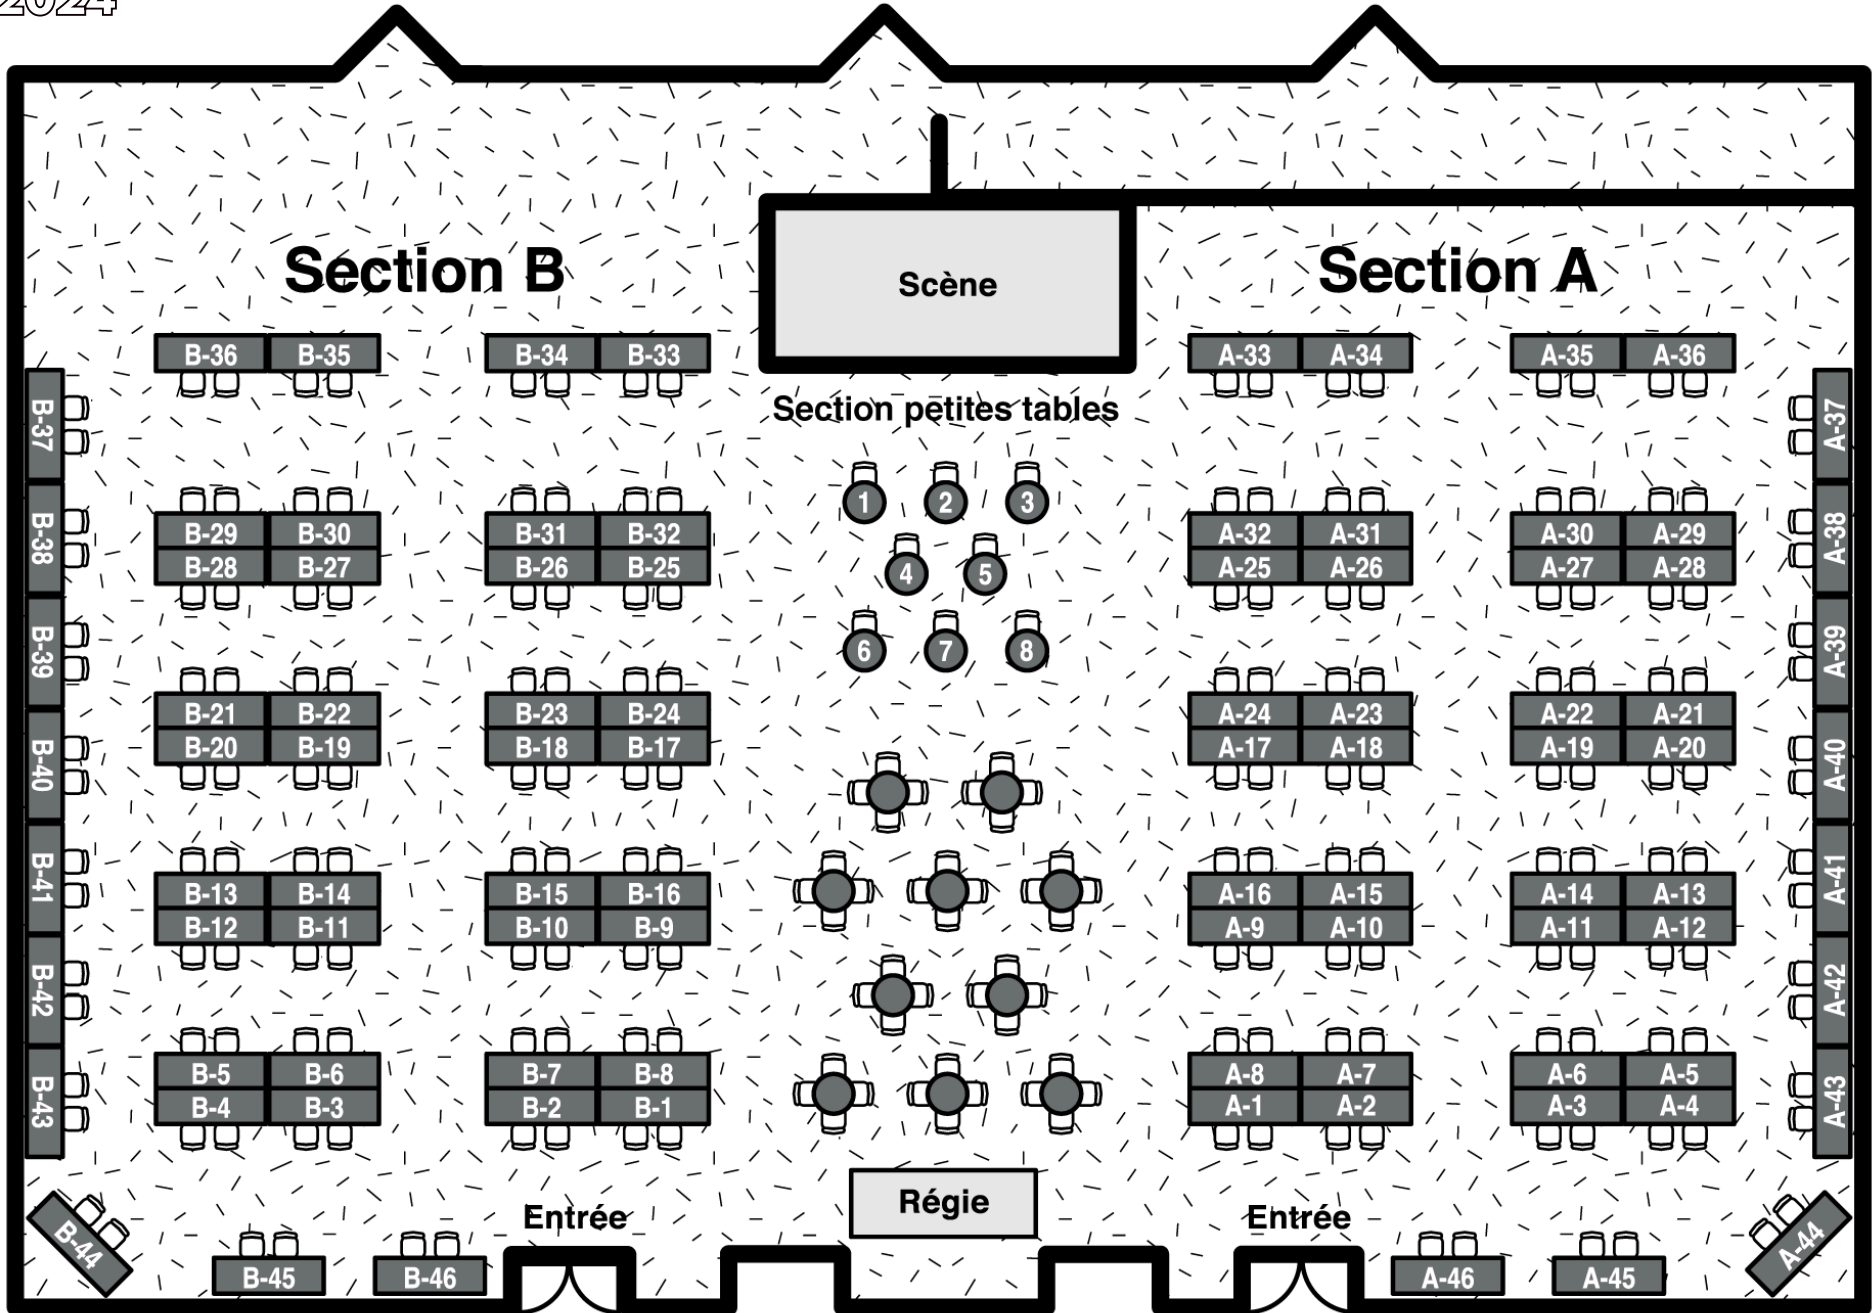 2024
Section B
Scène
Section A
B-36 B-35 B-34 B-33
A-33 A-34 A-35 A-36
Section petites tables
B-37
A-37
1 2 3
B-29 B-30 B-31 B-32
A-32 A-31 A-30 A-29
B-38
A-38
B-28 B-27 B-26 B-25
4 5
A-25 A-26 A-27 A-28
B-39
6 7 8
A-39
B-21 B-22 B-23 B-24
A-24 A-23 A-22 A-21
B-20 B-19 B-18 B-17
A-17 A-18 A-19 A-20
B-40
A-40
B-41
A-41
B-13 B-14 B-15 B-16
A-16 A-15 A-14 A-13
B-12 B-11 B-10 B-9
A-9 A-10 A-11 A-12
B-42
A-42
B-5 B-6 B-7 B-8
A-8 A-7 A-6 A-5
B-43
A-43
B-4 B-3 B-2 B-1
A-1 A-2 A-3 A-4
Régie
Entrée
Entrée
B-44
A-44
B-45 B-46
A-46 A-45